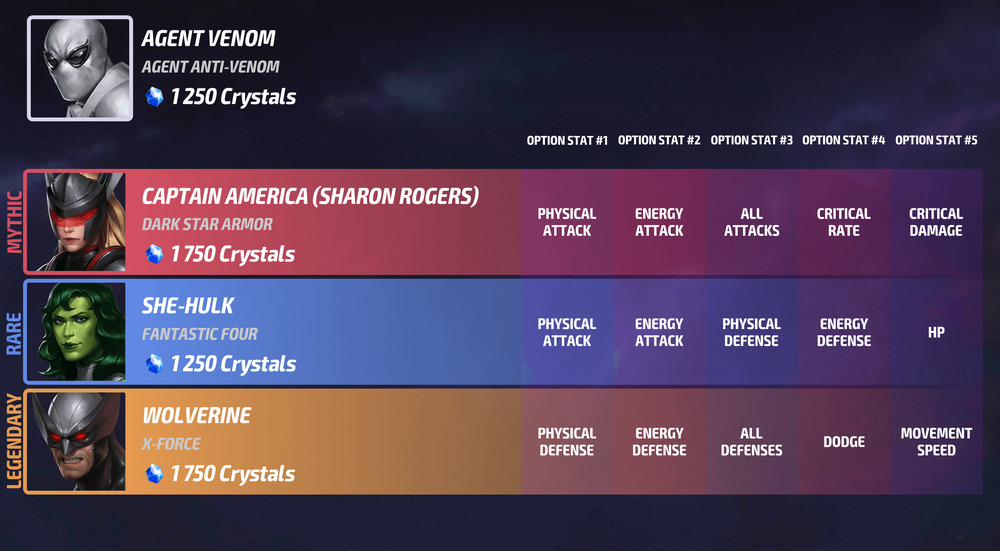 AGENT VENOM
AGENT ANTI-VENOM
1 250 Crystals
OPTION STAT #1 OPTION STAT #2 OPTION STAT #3 OPTION STAT #4 OPTION STAT #5
MYTHIC
CAPTAIN AMERICA (SHARON ROGERS)
DARK STAR ARMOR
1 750 Crystals
PHYSICAL
ATTACK
ENERGY
ATTACK
ALL
ATTACKS
CRITICAL
RATE
CRITICAL
DAMAGE
RARE
SHE-HULK
FANTASTIC FOUR
1 250 Crystals
PHYSICAL
ATTACK
ENERGY
ATTACK
PHYSICAL
DEFENSE
ENERGY
DEFENSE
HP
LEGENDARY
WOLVERINE
X-FORCE
1 750 Crystals
PHYSICAL
DEFENSE
ENERGY
DEFENSE
ALL
DEFENSES
DODGE
MOVEMENT
SPEED